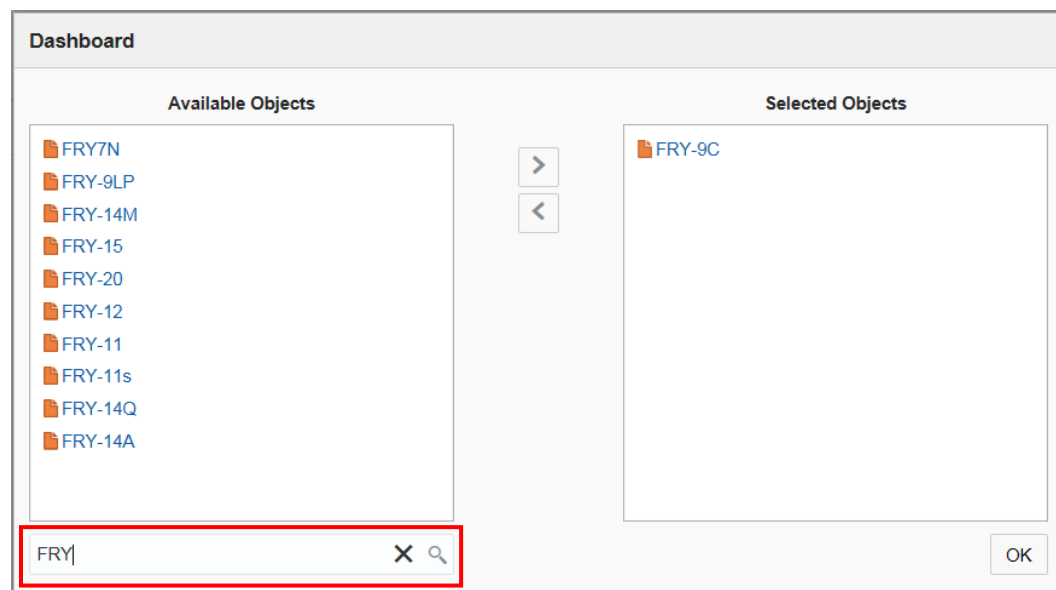 Dashboard
Available Objects
Selected Objects
FRY7N
FRY-9LP
FRY-14M
FRY-15
FRY-20
FRY-12
FRY-11
FRY-11s
FRY-14Q
FRY-14A
FRY-9C
FRY
OK